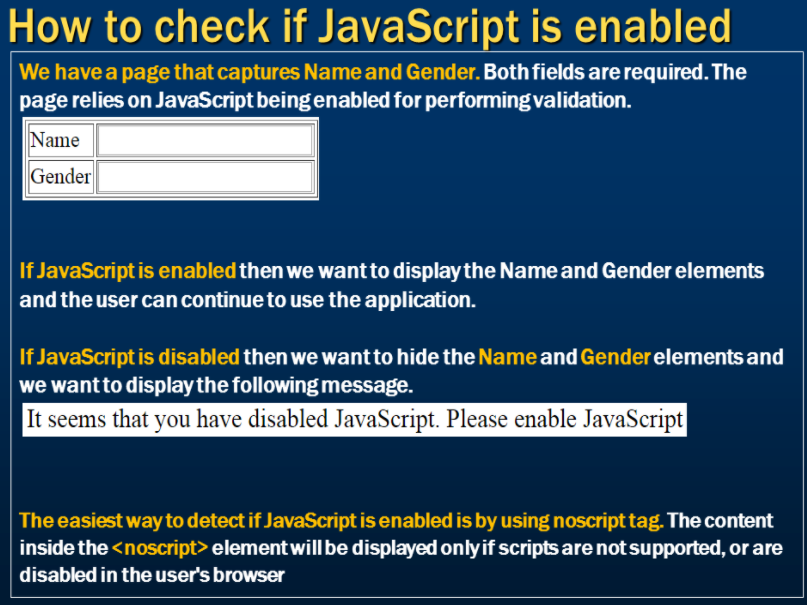 How to check if JavaScript is enabled
We have a page that captures Name and Gender. Both fields are required. The
page relies on JavaScript being enabled for performing validation.
Name
Gender
If JavaScript is enabled then we want to display the Name and Gender elements
and the user can continue to use the application.
If JavaScript is disabled then we want to hide the Name and Gender elements and
we want to display the following message.
It seems that you have disabled JavaScript. Please enable JavaScript
The easiest way to detect if JavaScript is enabled is by using noscript tag. The content
inside the <noscript> element will be displayed only if scripts are not supported, or are
disabled in the user's browser